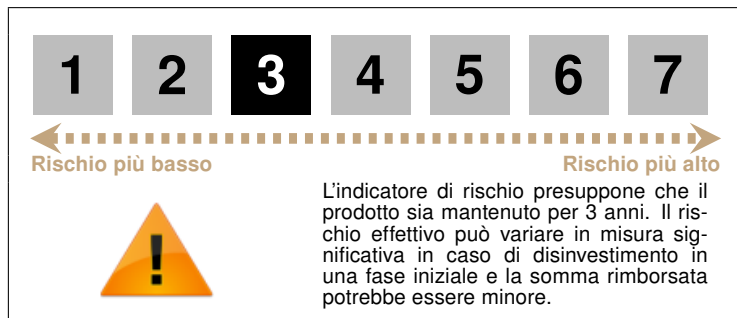 1 2 3 4 5 6 7
Rischio più basso Rischio più alto
L'indicatore di rischio presuppone che il
prodotto sia mantenuto per 3 anni. Il ris-
chio effettivo può variare in misura sig-
nificativa in caso di disinvestimento in
una fase iniziale e la somma rimborsata
potrebbe essere minore.